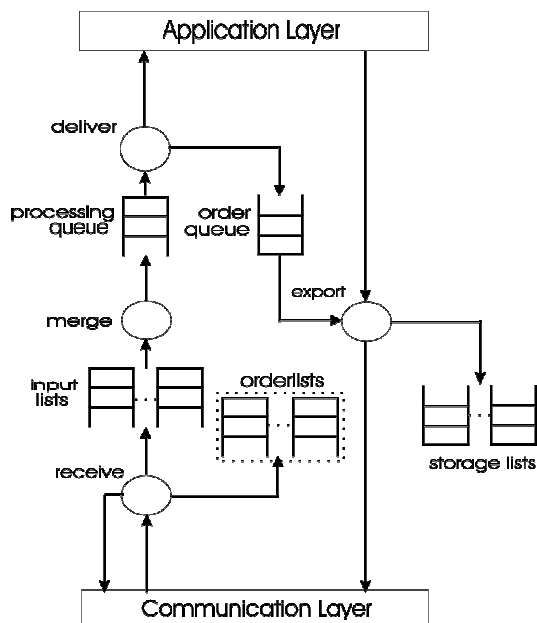 Application Layer
deliver
processing
queue
order
queue
export
merge
input
lists
orderlists
storage lists
receive
Communication Layer